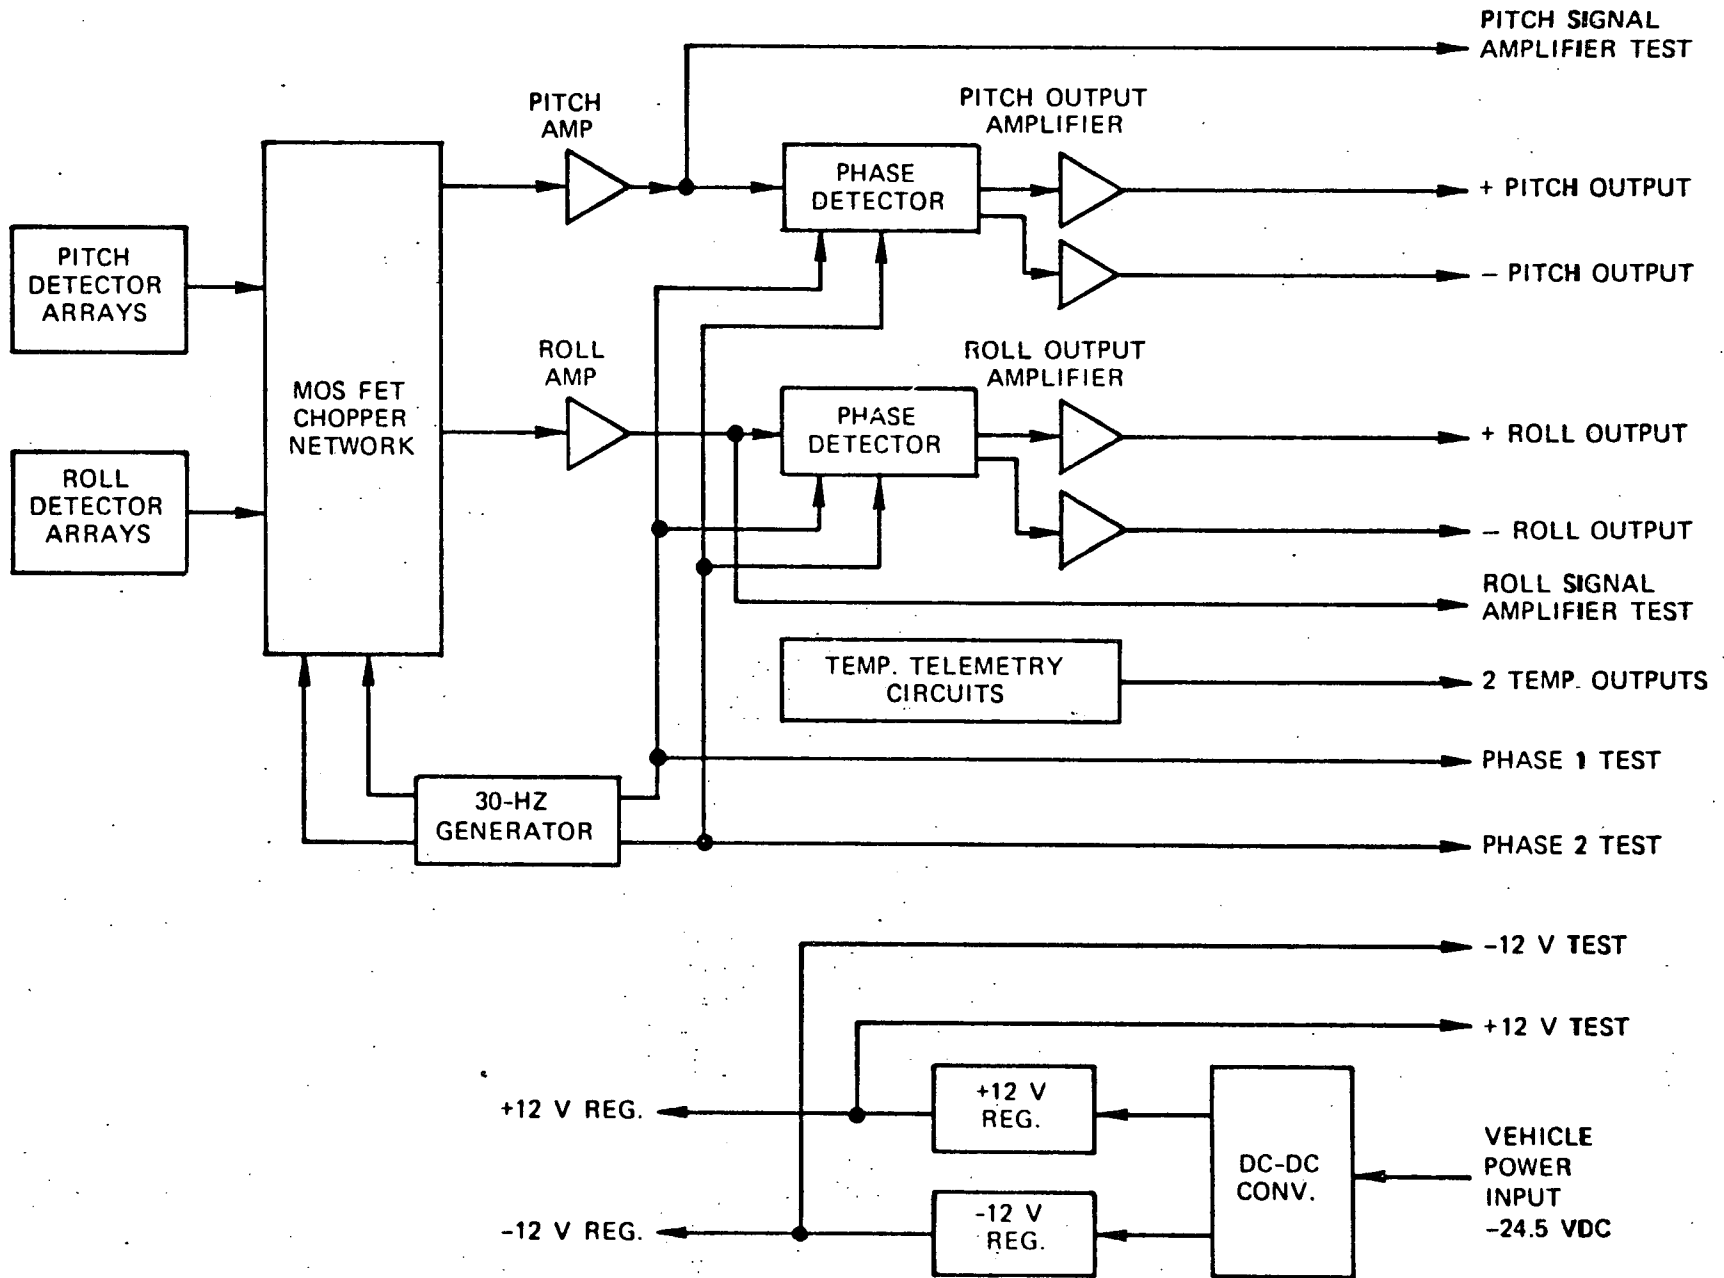 PITCH SIGNAL
AMPLIFIER TEST
PITCH
AMP
PITCH OUTPUT
AMPLIFIER
PHASE
DETECTOR
+ PITCH OUTPUT
PITCH
DETECTOR
ARRAYS
– PITCH OUTPUT
ROLL
AMP
ROLL OUTPUT
AMPLIFIER
MOS FET
CHOPPER
NETWORK
PHASE
DETECTOR
+ ROLL OUTPUT
ROLL
DETECTOR
ARRAYS
– ROLL OUTPUT
ROLL SIGNAL
AMPLIFIER TEST
TEMP. TELEMETRY
CIRCUITS
2 TEMP. OUTPUTS
PHASE 1 TEST
30-HZ
GENERATOR
PHASE 2 TEST
-12 V TEST
+12 V TEST
+12 V REG.
+12 V
REG.
DC-DC
CONV.
VEHICLE
POWER
INPUT
-24.5 VDC
-12 V REG.
-12 V
REG.